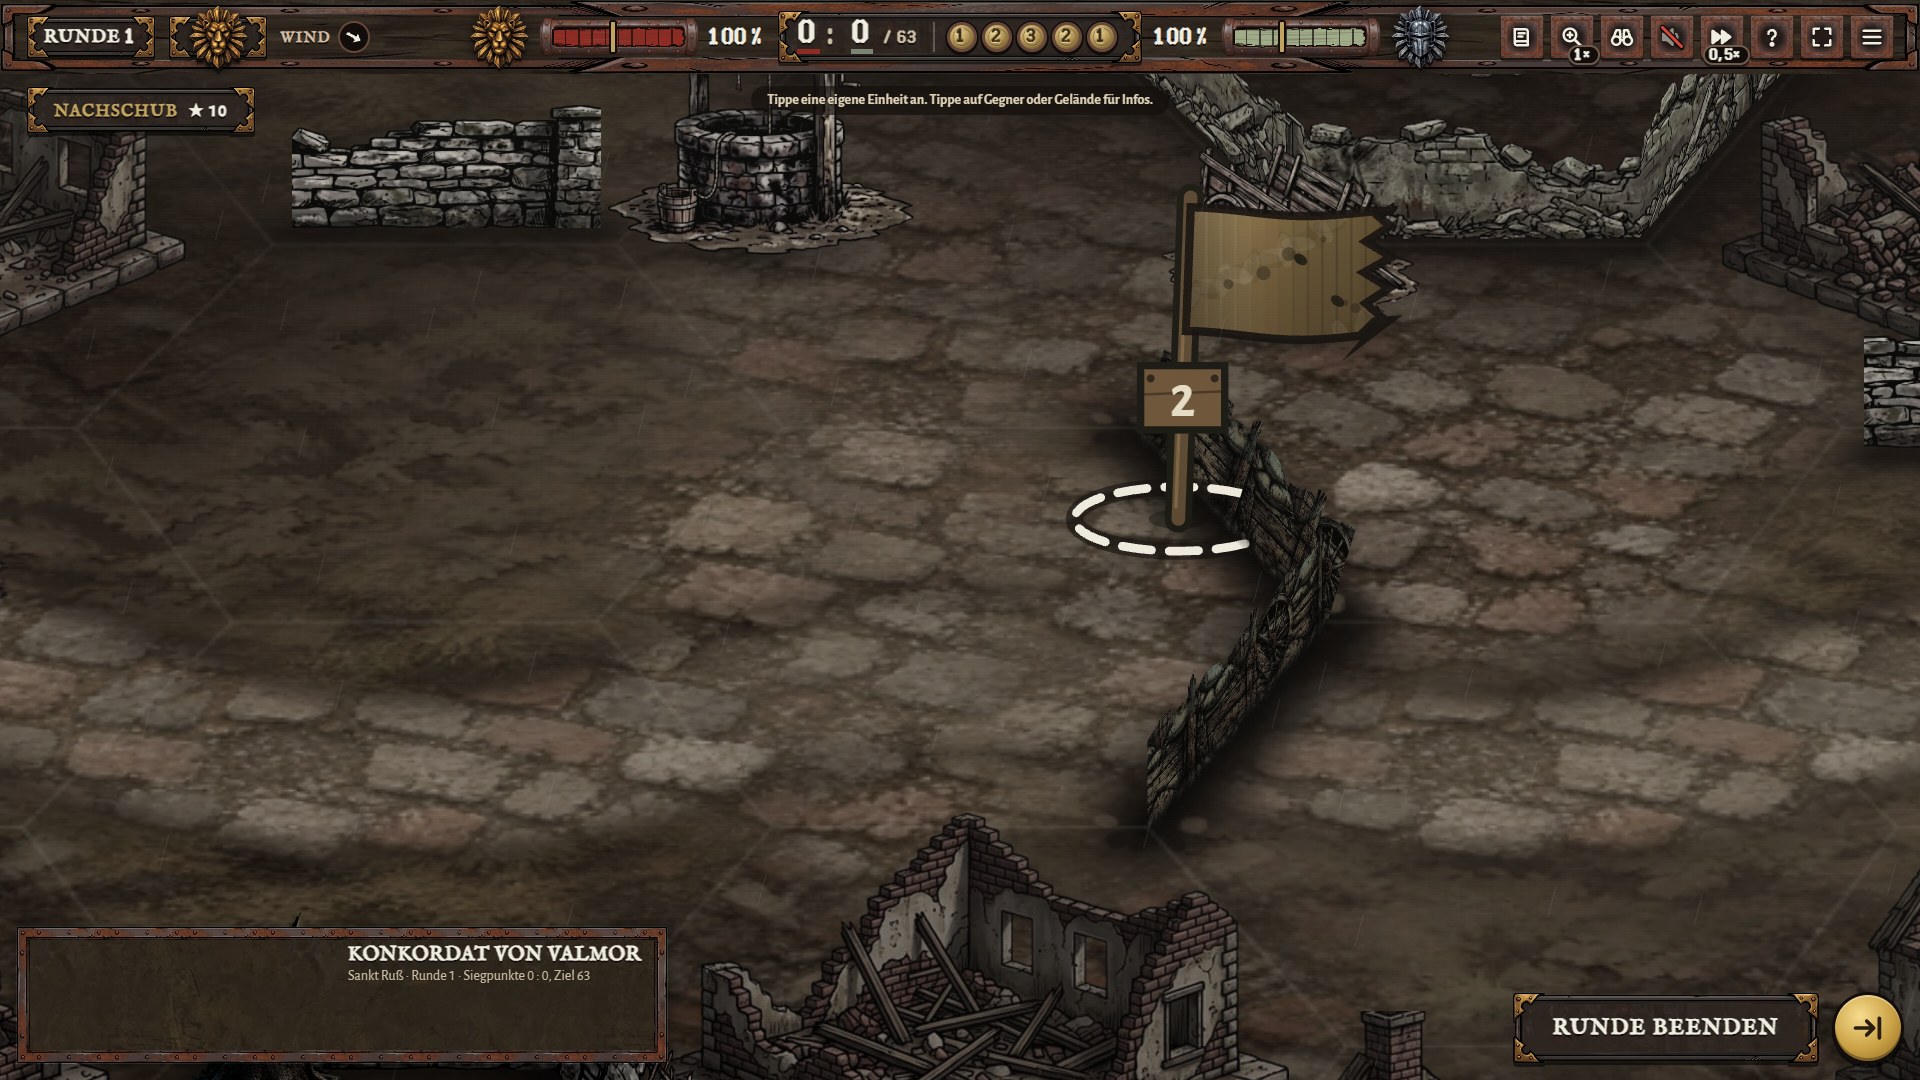 RUNDE 1
WIND
100 %
0 : 0 / 63
1 2 3 2 1
100 %
1×
0,5×
?
NACHSCHUB ★ 10
Tippe eine eigene Einheit an. Tippe auf Gegner oder Gelände für Infos.
2
KONKORDAT VON VALMOR
Sankt Ruß · Runde 1 · Siegpunkte 0 : 0, Ziel 63
RUNDE BEENDEN